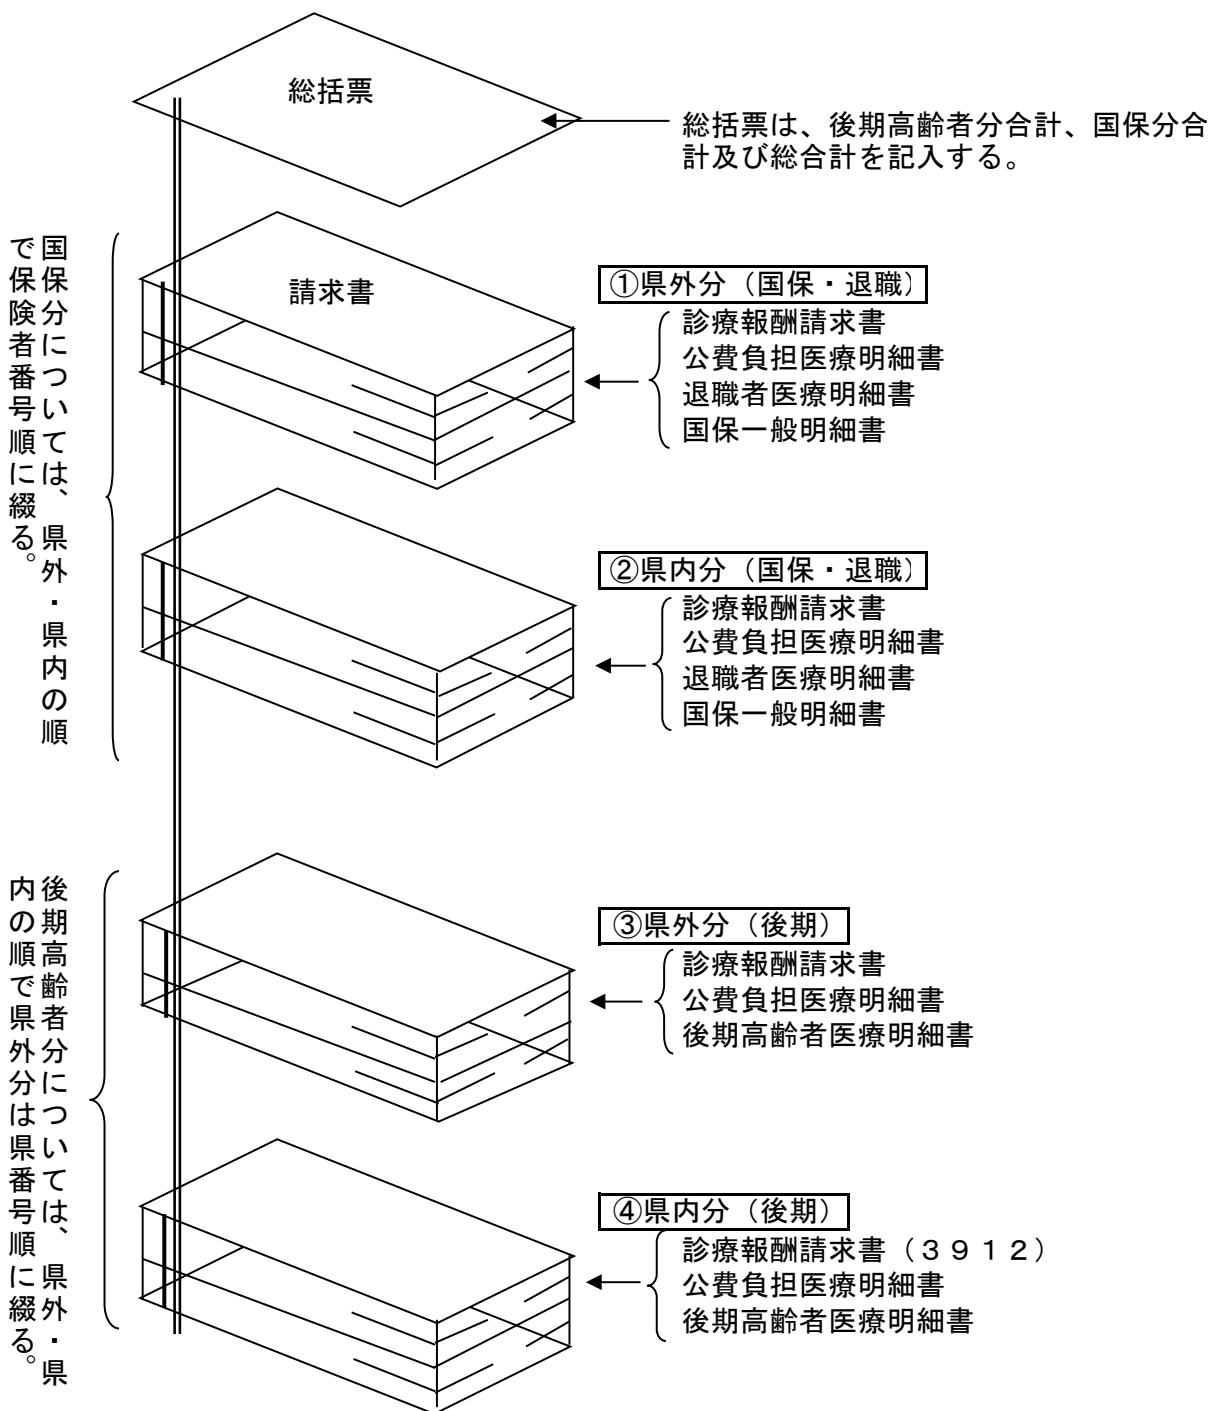 総括票
総括票は、後期高齢者分合計、国保分合
計及び総合計を記入する。
国保分については、県外・県内の順
で保険者番号順に綴る。
請求書
①県外分（国保・退職）
診療報酬請求書
公費負担医療明細書
退職者医療明細書
国保一般明細書
②県内分（国保・退職）
診療報酬請求書
公費負担医療明細書
退職者医療明細書
国保一般明細書
後期高齢者分については、県外・県
内の順で県外分は県番号順に綴る。
③県外分（後期）
診療報酬請求書
公費負担医療明細書
後期高齢者医療明細書
④県内分（後期）
診療報酬請求書（３９１２）
公費負担医療明細書
後期高齢者医療明細書